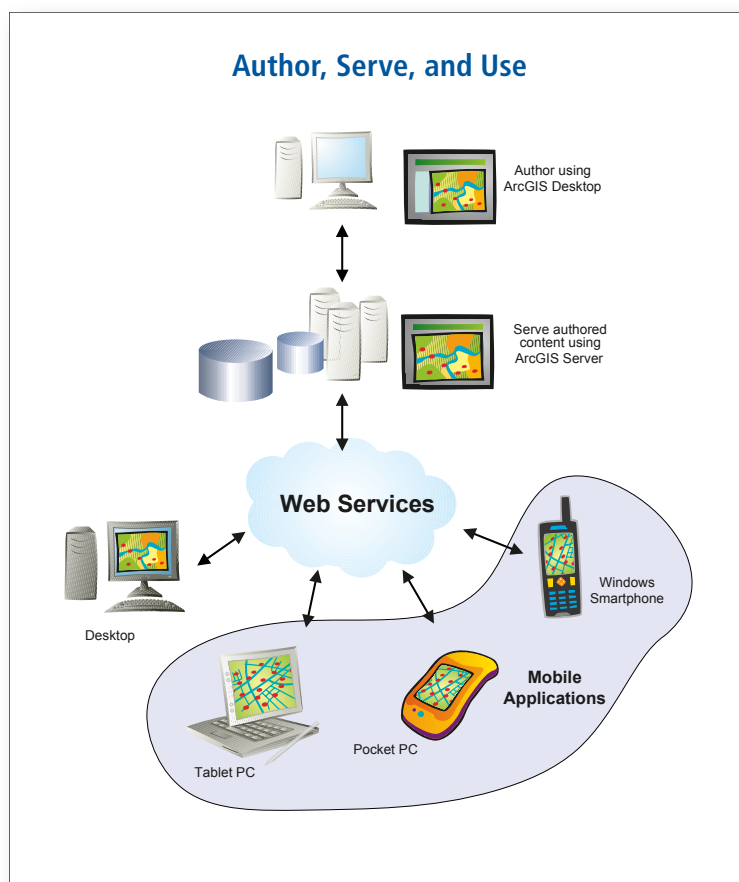 Author, Serve, and Use
Author using
ArcGIS Desktop
Serve authored
content using
ArcGIS Server
Web Services
Windows
Smartphone
Desktop
Mobile
Applications
Pocket PC
Tablet PC